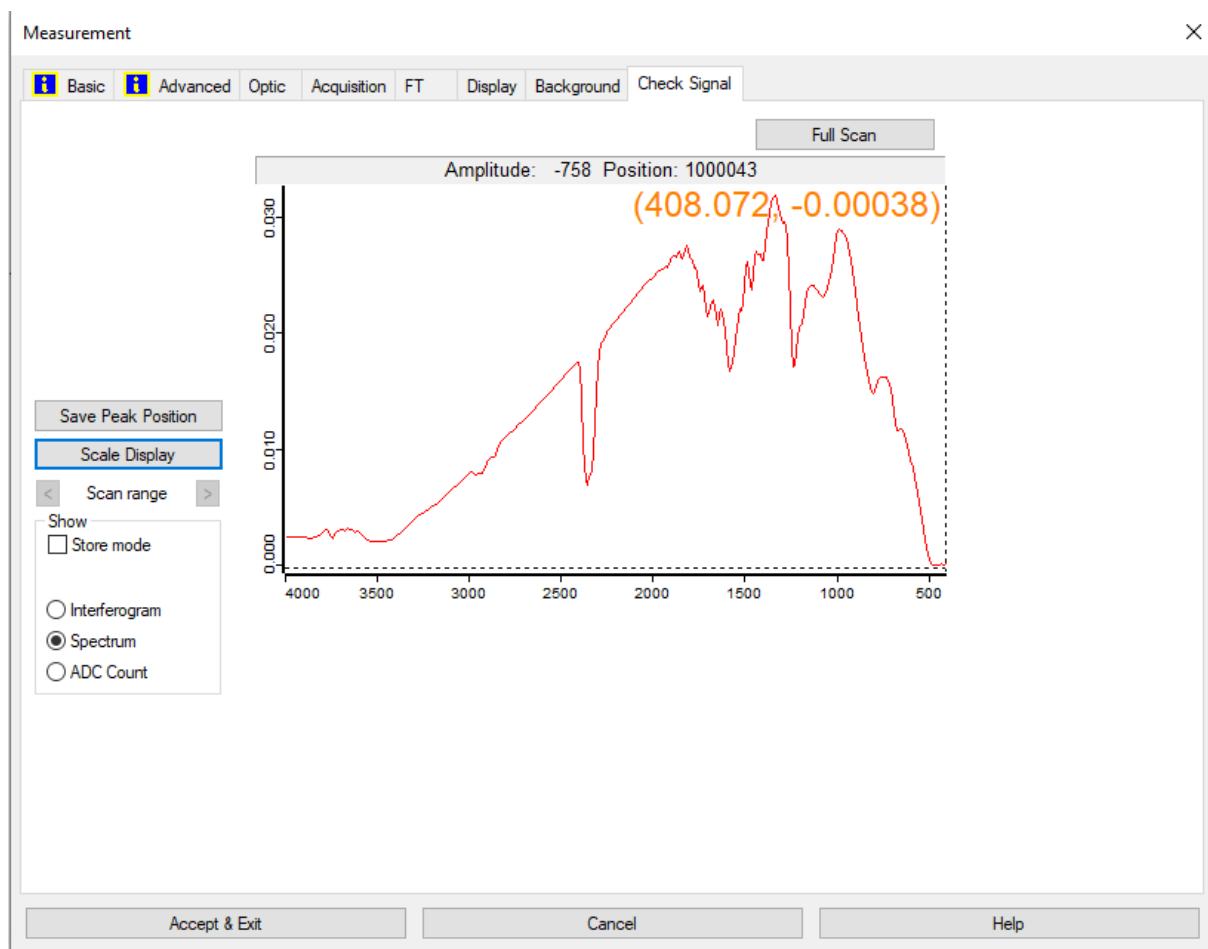 Measurement
Basic Advanced Optic Acquisition FT Display Background Check Signal
Full Scan
Amplitude: -758 Position: 1000043
(408.072, -0.00038)
0.030
0.020
0.010
0.000
4000 3500 3000 2500 2000 1500 1000 500
Save Peak Position
Scale Display
< Scan range >
Show
Store mode
Interferogram
Spectrum
ADC Count
Accept & Exit Cancel Help